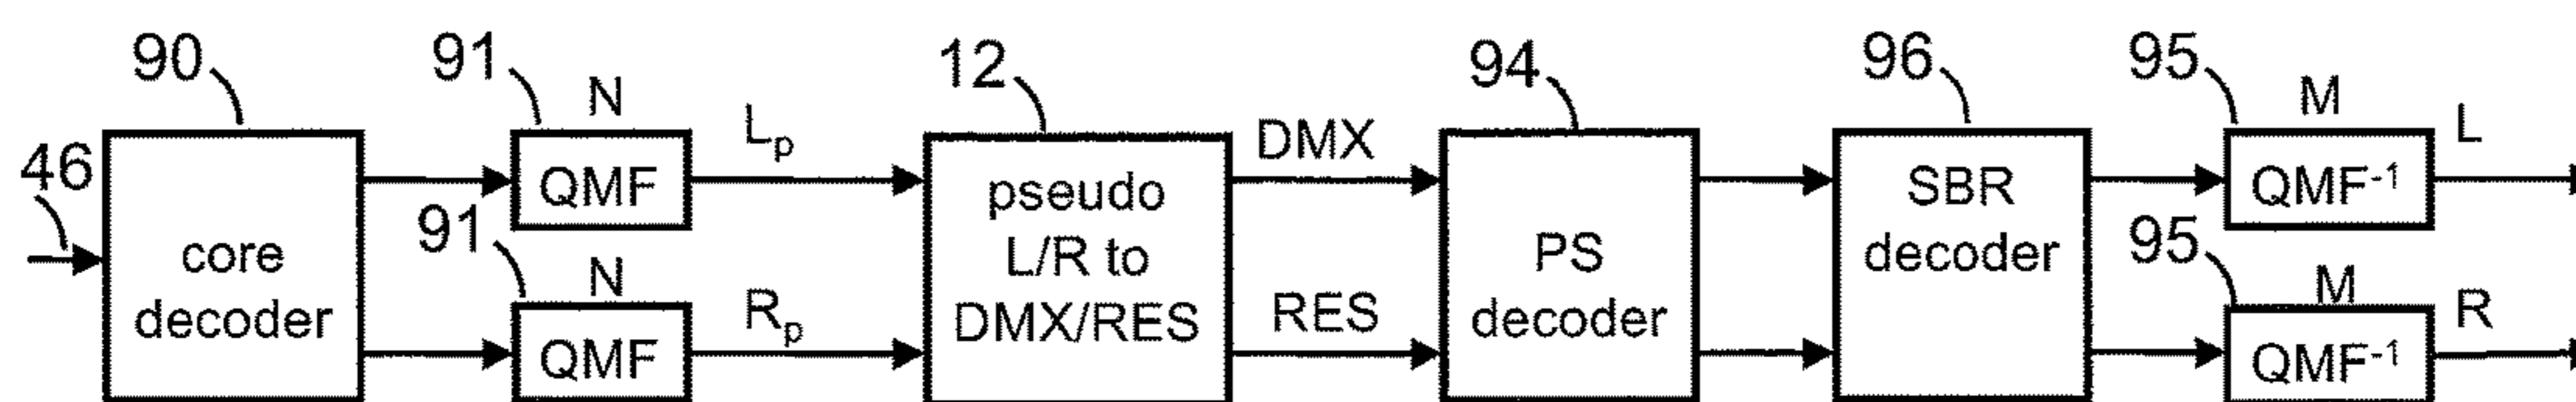 90
91
12
94
96
95
N
M
L
Lp
DMX
46
QMF
pseudo
L/R to
DMX/RES
SBR
decoder
QMF-1
91
95
core
decoder
PS
decoder
N
M
Rp
RES
R
QMF
QMF-1